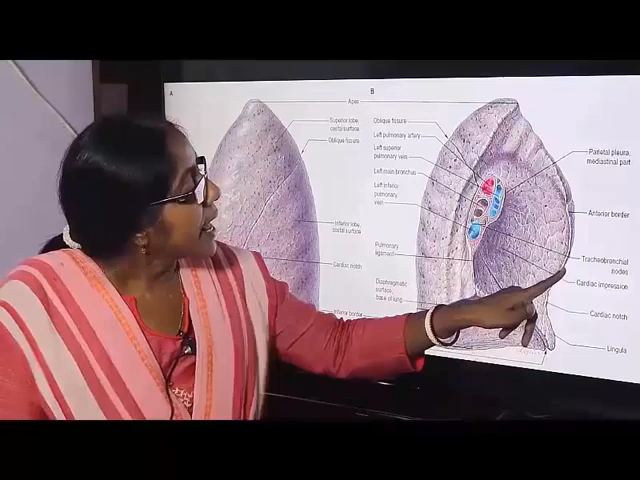 A
B
Apex
Superior lobe,
costal surface
Oblique fissure
Inferior lobe,
costal surface
Cardiac notch
Inferior border
Oblique fissure
Left pulmonary artery
Left superior
pulmonary vein
Left main bronchus
Left inferior
pulmonary
vein
Pulmonary
ligament
Diaphragmatic
surface,
base of lung
Parietal pleura,
mediastinal part
Anterior border
Tracheobronchial
nodes
Cardiac impression
Cardiac notch
Lingula